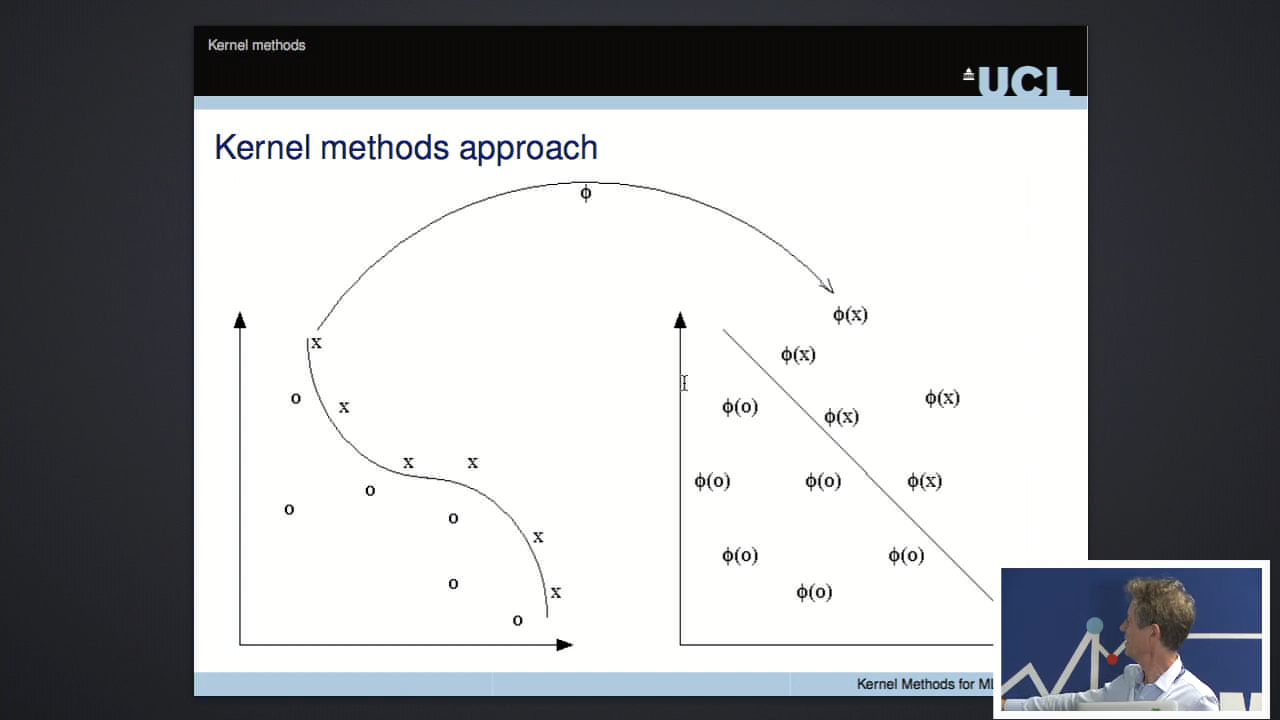 Kernel methods
UCL
Kernel methods approach
ϕ
x
o
x
x
x
o
o
o
x
o
x
o
ϕ(x)
ϕ(x)
ϕ(x)
ϕ(o)
ϕ(x)
ϕ(o)
ϕ(o)
ϕ(x)
ϕ(o)
ϕ(o)
ϕ(o)
Kernel Methods for